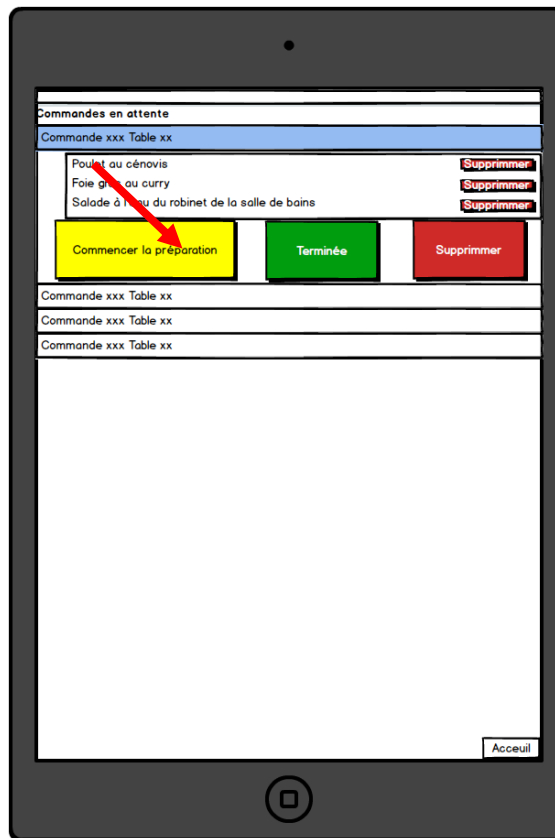 Commandes en attente
Commande xxx Table xx
Poulet au cénovis Supprimmer
Foie gras au curry Supprimmer
Salade à l'eau du robinet de la salle de bains Supprimmer
Commencer la préparation Terminée Supprimmer
Commande xxx Table xx
Commande xxx Table xx
Commande xxx Table xx
Acceuil